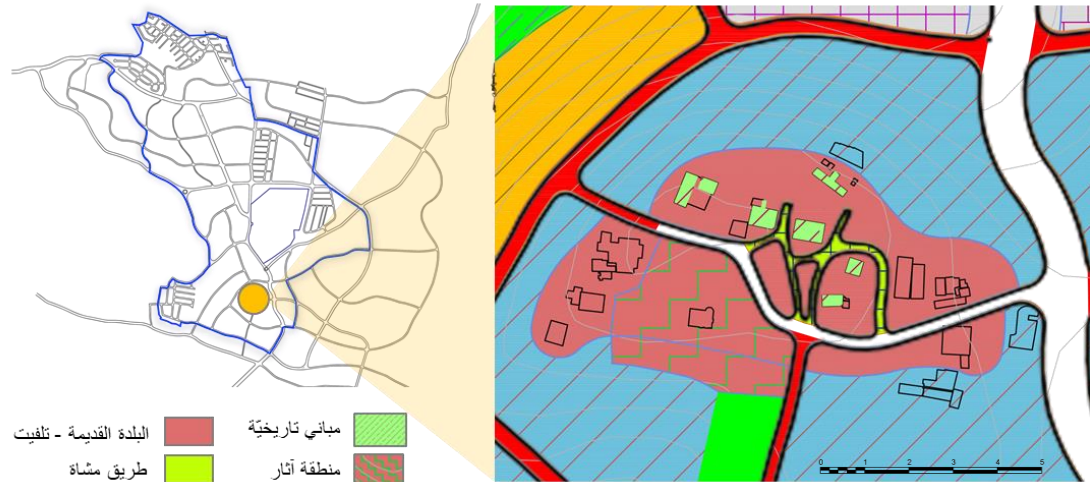 مباني تاريخيّة
البلدة القديمة - تلفيت
منطقة آثار
طريق مشاة
0 1 2 3 4 5